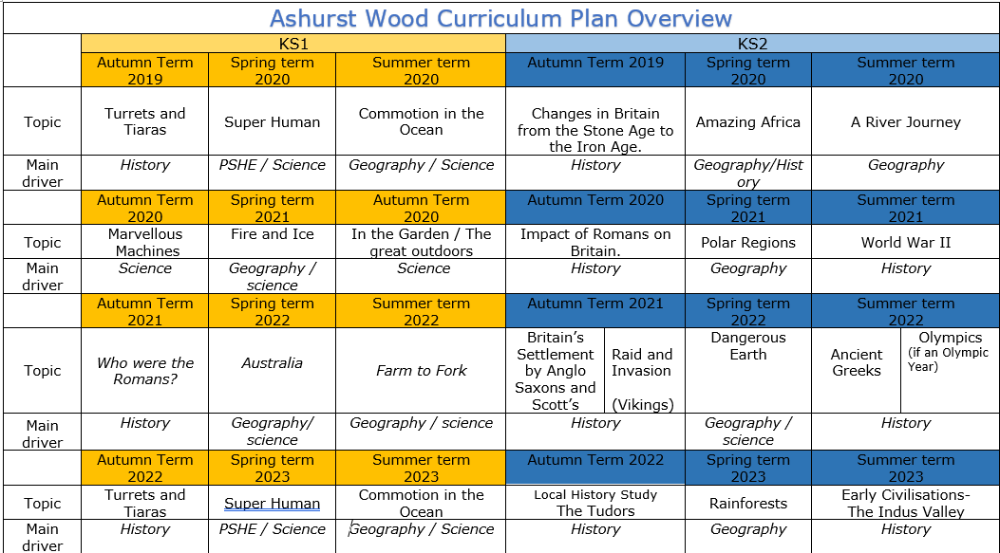 Ashurst Wood Curriculum Plan Overview
KS1 KS2
Autumn Term 2019 Spring term 2020 Summer term 2020 Autumn Term 2019 Spring term 2020 Summer term 2020
Topic Turrets and Tiaras Super Human Commotion in the Ocean Changes in Britain from the Stone Age to the Iron Age. Amazing Africa A River Journey
Main driver History PSHE / Science Geography / Science History Geography/History Geography
Autumn Term 2020 Spring term 2021 Autumn Term 2020 Autumn Term 2020 Spring term 2021 Summer term 2021
Topic Marvellous Machines Fire and Ice In the Garden / The great outdoors Impact of Romans on Britain. Polar Regions World War II
Main driver Science Geography / science Science History Geography History
Autumn Term 2021 Spring term 2022 Summer term 2022 Autumn Term 2021 Spring term 2022 Summer term 2022
Topic Who were the Romans? Australia Farm to Fork Britain’s Settlement by Anglo Saxons and Scott’s Raid and Invasion (Vikings) Dangerous Earth Ancient Greeks Olympics (if an Olympic Year)
Main driver History Geography/ science Geography / science History Geography / science History
Autumn Term 2022 Spring term 2023 Summer term 2023 Autumn Term 2022 Spring term 2023 Summer term 2023
Topic Turrets and Tiaras Super Human Commotion in the Ocean Local History Study The Tudors Rainforests Early Civilisations- The Indus Valley
Main driver History PSHE / Science Geography / Science History Geography History